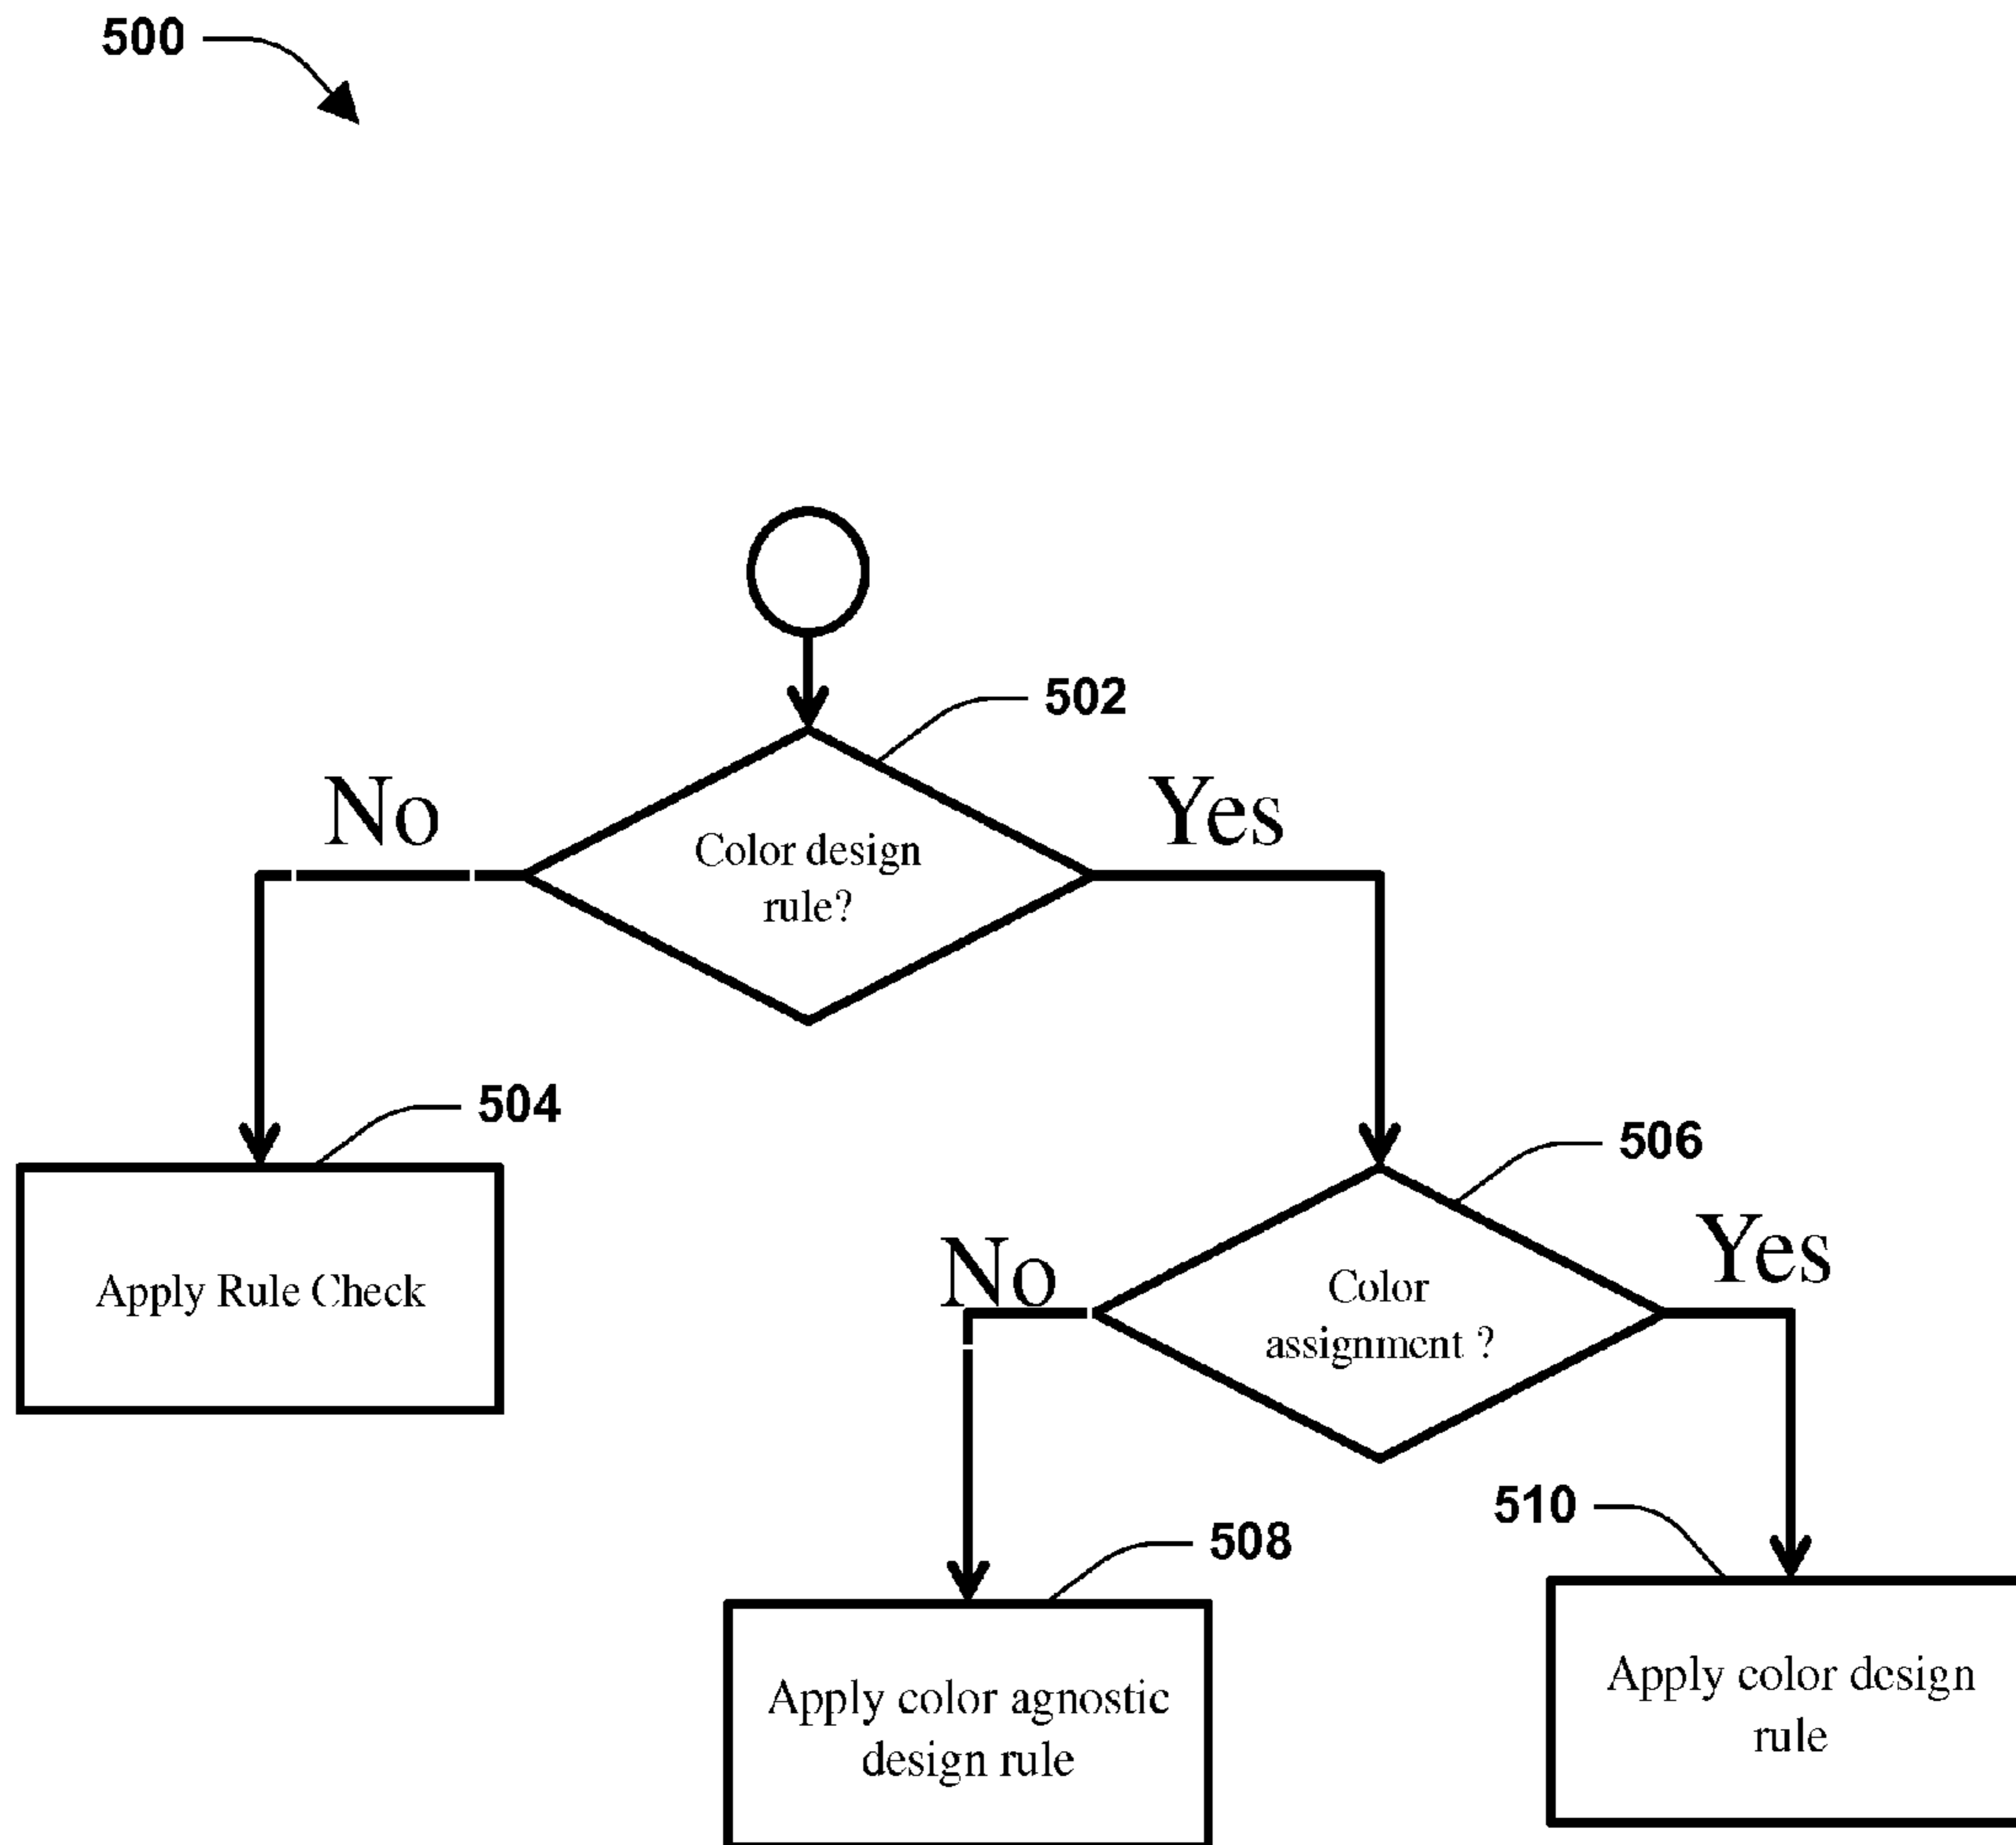 500
502
No
Yes
Color design
rule?
504
506
Apply Rule Check
No
Yes
Color
assignment ?
510
508
Apply color agnostic
design rule
Apply color design
rule